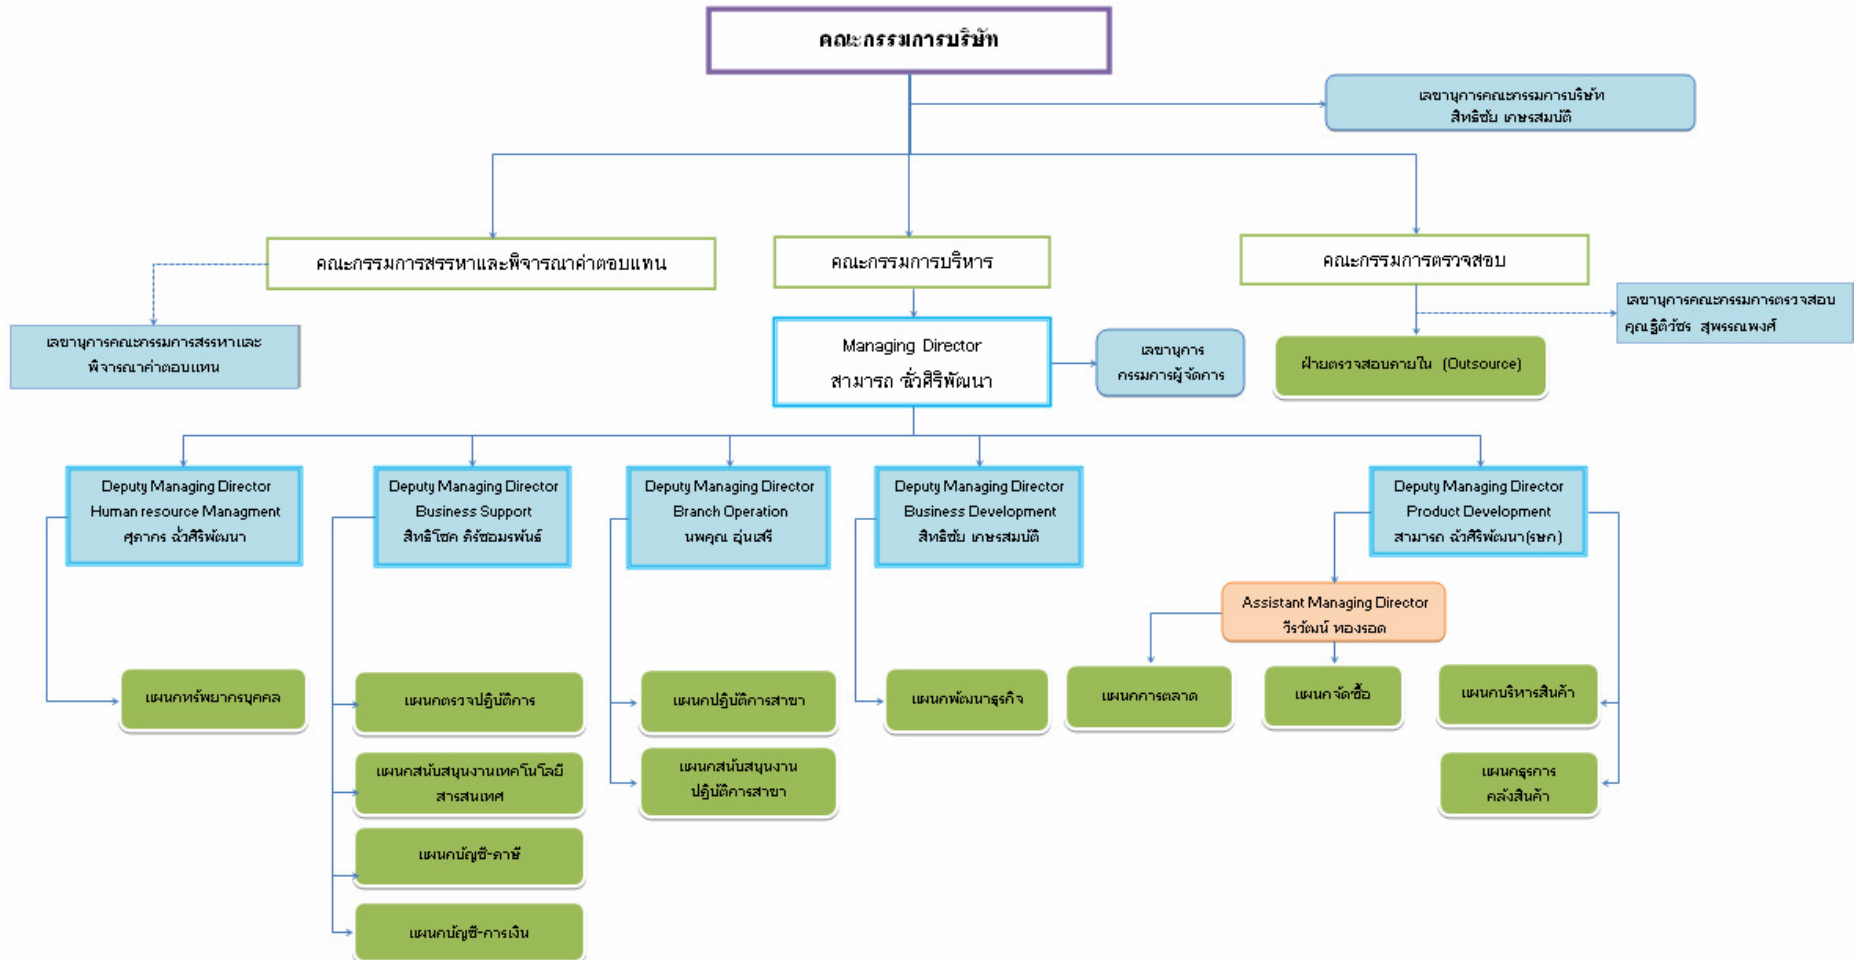 คณะกรรมการบริษัท
เลขานุการคณะกรรมการบริษัท
สิทธิชัย เกษรสมบัติ
คณะกรรมการสรรหาและพิจารณาค่าตอบแทน
คณะกรรมการบริหาร
คณะกรรมการตรวจสอบ
เลขานุการคณะกรรมการสรรหาและ
พิจารณาค่าตอบแทน
Managing Director
สามารถ ฉั่วศิริพัฒนา
เลขานุการ
กรรมการผู้จัดการ
เลขานุการคณะกรรมการตรวจสอบ
คุณฐิติวัชร สุพรรณพงศ์
ฝ่ายตรวจสอบภายใน (Outsource)
Deputy Managing Director
Human resource Managment
ศุภากร ฉั่วศิริพัฒนา
Deputy Managing Director
Business Support
สิทธิโชค ศิรัชอมรพันธ์
Deputy Managing Director
Branch Operation
นพคุณ อุ่นเสรี
Deputy Managing Director
Business Development
สิทธิชัย เกษรสมบัติ
Deputy Managing Director
Product Development
สามารถ ฉั่วศิริพัฒนา(รษก)
Assistant Managing Director
วีรวัฒน์ ทองรอด
แผนกทรัพยากรบุคคล
แผนกตรวจปฏิบัติการ
แผนกสนับสนุนงานเทคโนโลยี
สารสนเทศ
แผนกบัญชี-ภาษี
แผนกบัญชี-การเงิน
แผนกปฏิบัติการสาขา
แผนกสนับสนุนงาน
ปฏิบัติการสาขา
แผนกพัฒนาธุรกิจ
แผนกการตลาด
แผนกจัดซื้อ
แผนกบริหารสินค้า
แผนกธุรการ
คลังสินค้า